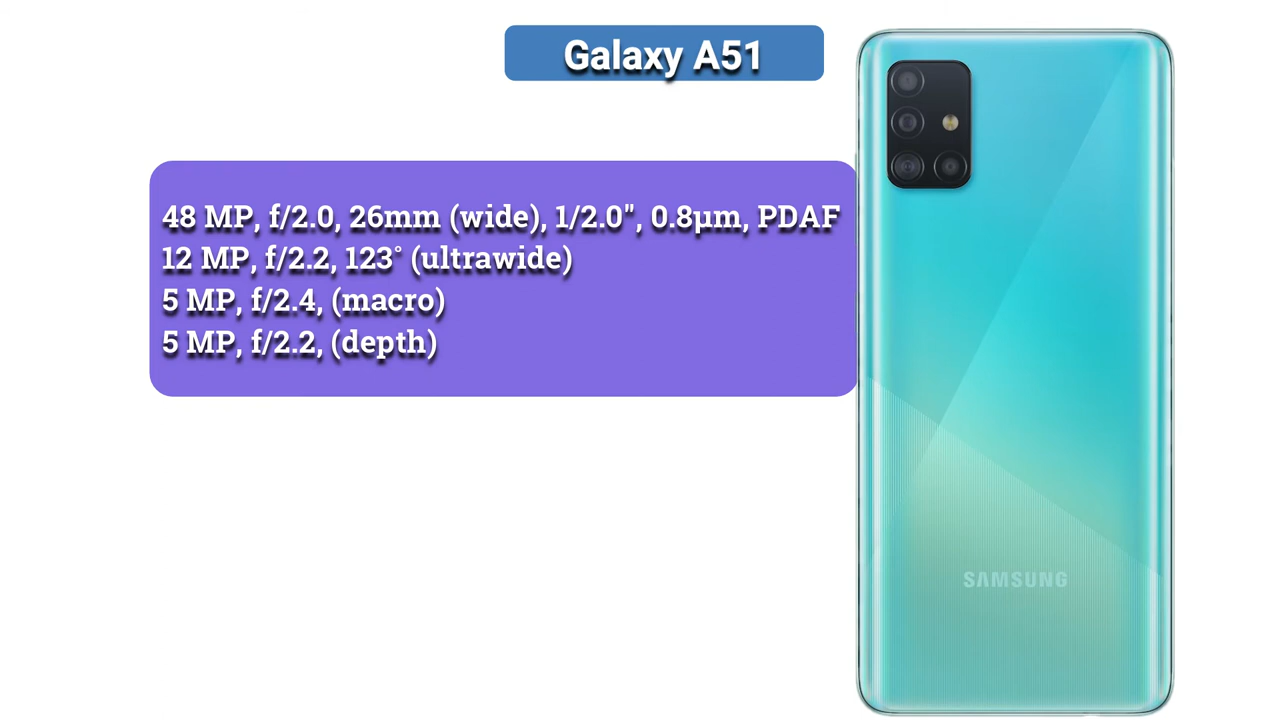 Galaxy A51
48 MP, f/2.0, 26mm (wide), 1/2.0", 0.8µm, PDAF
12 MP, f/2.2, 123˚ (ultrawide)
5 MP, f/2.4, (macro)
5 MP, f/2.2, (depth)
SAMSUNG